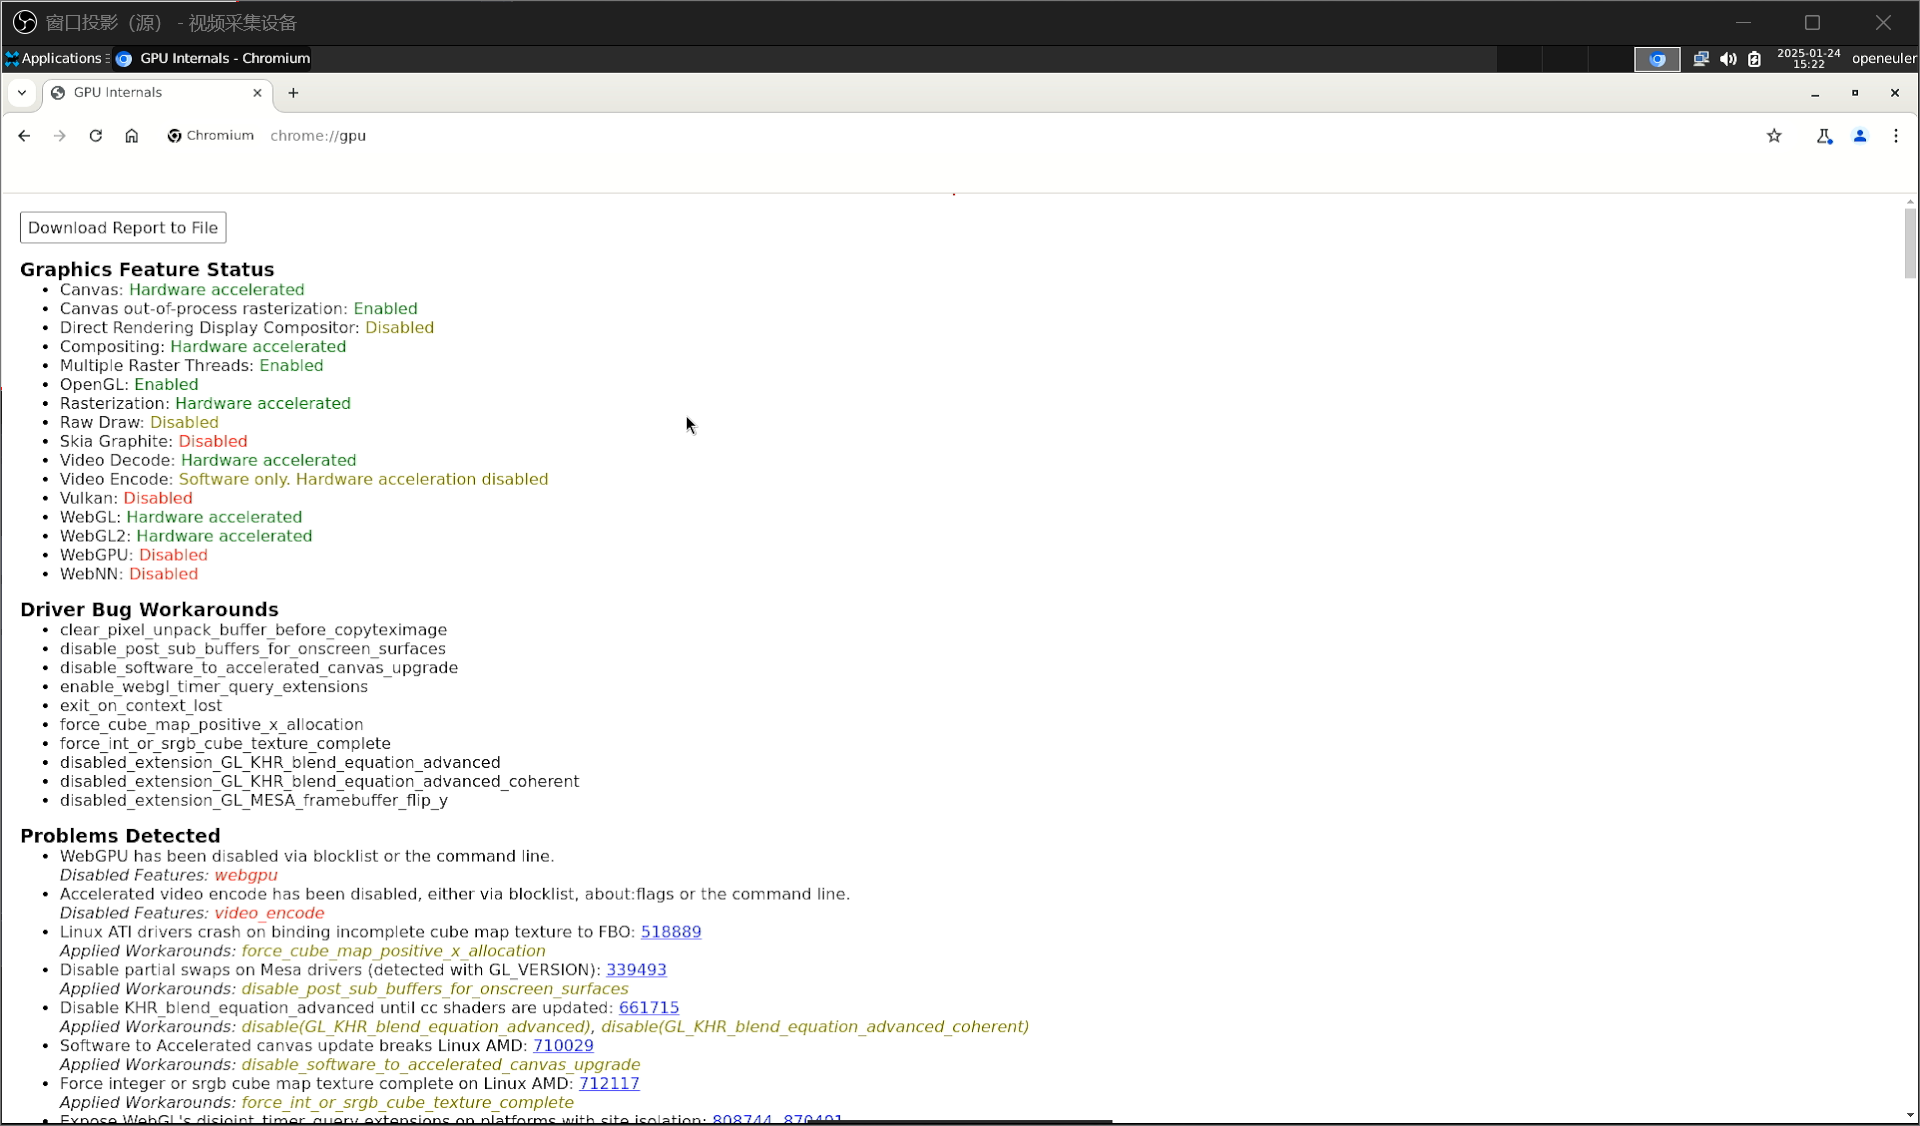 窗口投影（源） - 视频采集设备
Applications
GPU Internals - Chromium
2025-01-24
15:22
openeuler
GPU Internals
Chromium
chrome://gpu
Download Report to File
Graphics Feature Status
• Canvas: Hardware accelerated
• Canvas out-of-process rasterization: Enabled
• Direct Rendering Display Compositor: Disabled
• Compositing: Hardware accelerated
• Multiple Raster Threads: Enabled
• OpenGL: Enabled
• Rasterization: Hardware accelerated
• Raw Draw: Disabled
• Skia Graphite: Disabled
• Video Decode: Hardware accelerated
• Video Encode: Software only. Hardware acceleration disabled
• Vulkan: Disabled
• WebGL: Hardware accelerated
• WebGL2: Hardware accelerated
• WebGPU: Disabled
• WebNN: Disabled
Driver Bug Workarounds
• clear_pixel_unpack_buffer_before_copyteximage
• disable_post_sub_buffers_for_onscreen_surfaces
• disable_software_to_accelerated_canvas_upgrade
• enable_webgl_timer_query_extensions
• exit_on_context_lost
• force_cube_map_positive_x_allocation
• force_int_or_srgb_cube_texture_complete
• disabled_extension_GL_KHR_blend_equation_advanced
• disabled_extension_GL_KHR_blend_equation_advanced_coherent
• disabled_extension_GL_MESA_framebuffer_flip_y
Problems Detected
• WebGPU has been disabled via blocklist or the command line.
Disabled Features: webgpu
• Accelerated video encode has been disabled, either via blocklist, about:flags or the command line.
Disabled Features: video_encode
• Linux ATI drivers crash on binding incomplete cube map texture to FBO: 518889
Applied Workarounds: force_cube_map_positive_x_allocation
• Disable partial swaps on Mesa drivers (detected with GL_VERSION): 339493
Applied Workarounds: disable_post_sub_buffers_for_onscreen_surfaces
• Disable KHR_blend_equation_advanced until cc shaders are updated: 661715
Applied Workarounds: disable(GL_KHR_blend_equation_advanced), disable(GL_KHR_blend_equation_advanced_coherent)
• Software to Accelerated canvas update breaks Linux AMD: 710029
Applied Workarounds: disable_software_to_accelerated_canvas_upgrade
• Force integer or srgb cube map texture complete on Linux AMD: 712117
Applied Workarounds: force_int_or_srgb_cube_texture_complete
• Expose WebGL's disjoint_timer_query extensions on platforms with site isolation: 808744, 870491